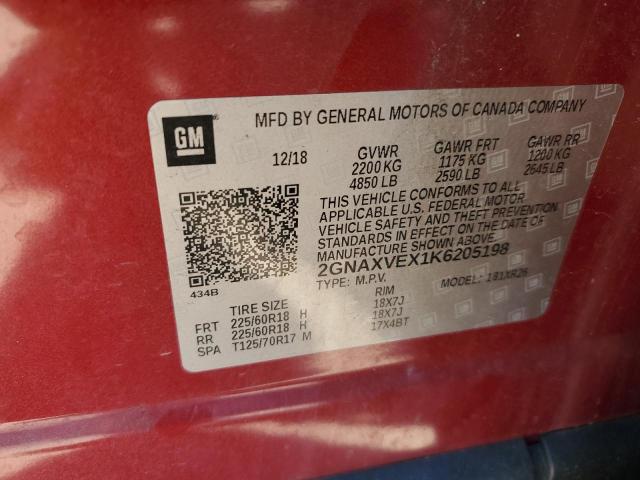 GM
MFD BY GENERAL MOTORS OF CANADA COMPANY
12/18 GVWR GAWR FRT GAWR RR
2200 KG 1175 KG 1200 KG
4850 LB 2590 LB 2645 LB
THIS VEHICLE CONFORMS TO ALL
APPLICABLE U.S. FEDERAL MOTOR
VEHICLE SAFETY AND THEFT PREVENTION
STANDARDS IN EFFECT ON THE DATE OF
MANUFACTURE SHOWN ABOVE.
2GNAXVEX1K6205198
434B
TYPE: M.P.V. MODEL: 181XR26
TIRE SIZE RIM
FRT 225/60R18 H 18X7J
RR 225/60R18 H 18X7J
SPA T125/70R17 M 17X4BT